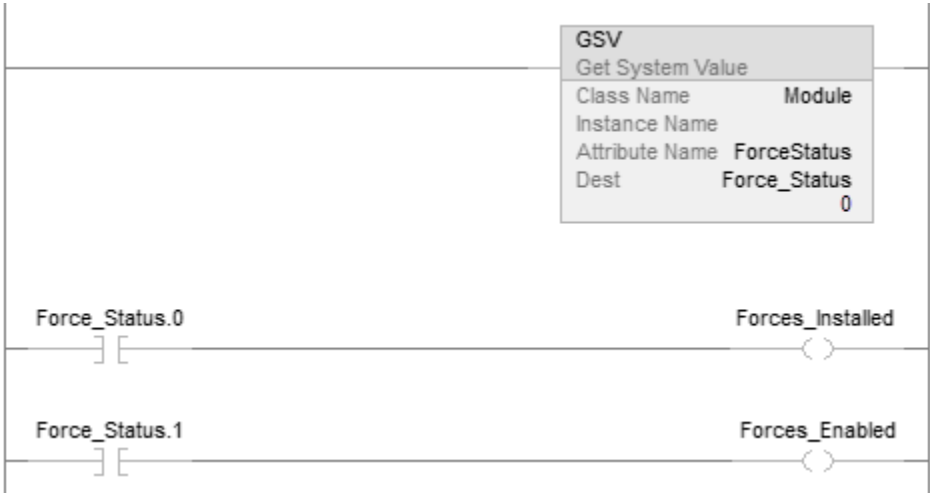 GSV
Get System Value
Class Name Module
Instance Name
Attribute Name ForceStatus
Dest Force_Status
0
Force_Status.0 Forces_Installed
Force_Status.1 Forces_Enabled